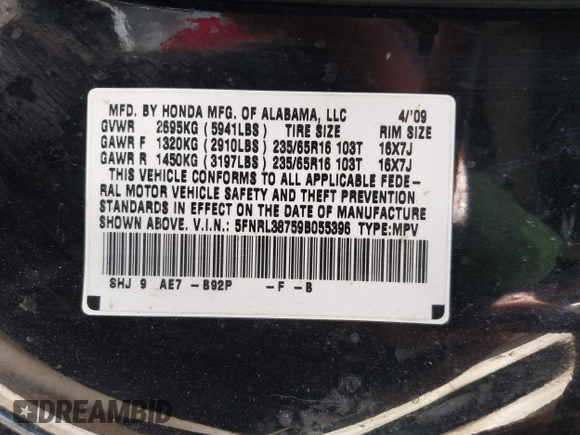 MFD. BY HONDA MFG. OF ALABAMA, LLC 4/'09
GVWR 2695KG (5941LBS) TIRE SIZE RIM SIZE
GAWR F 1320KG (2910LBS) 235/65R16 103T 16X7J
GAWR R 1450KG (3197LBS) 235/65R16 103T 16X7J
THIS VEHICLE CONFORMS TO ALL APPLICABLE FEDE-
RAL MOTOR VEHICLE SAFETY AND THEFT PREVENTION
STANDARDS IN EFFECT ON THE DATE OF MANUFACTURE
SHOWN ABOVE. V.I.N.: 5FNRL38759B055396 TYPE:MPV
SHJ 9 AE7 -B92P -F -B
DREAMBID